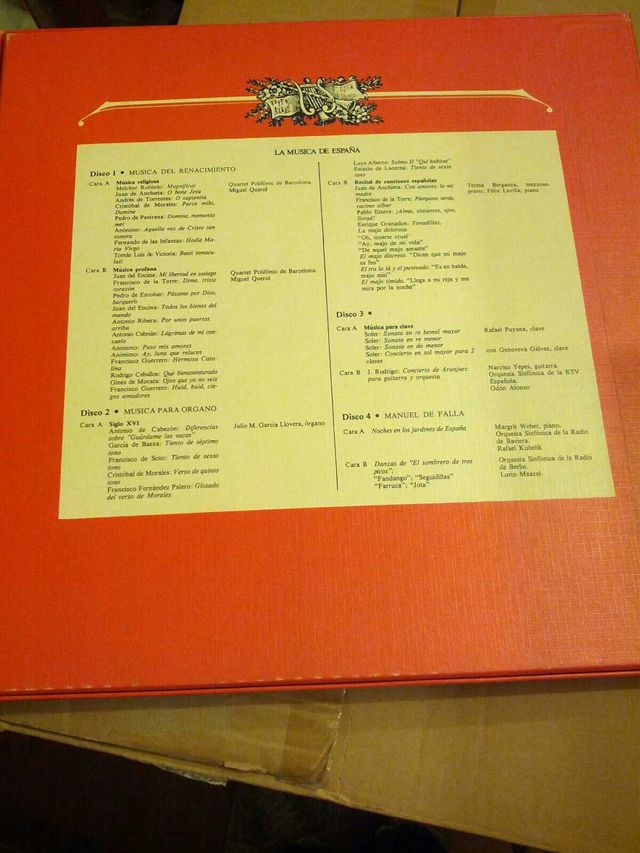 LA MUSICA DE ESPAÑA
Disco 1 • MUSICA DEL RENACIMIENTO
Cara A Música religiosa
Melchor Robledo: Magníficat
Juan de Anchieta: O bone Jesu
Andrés de Torrentes: O sapientia
Cristóbal de Morales: Parce mihi,
Domine
Pedro de Pastrana: Domine, memento
mei
Anónimo: Aquella voz de Cristo tan
sonora
Fernando de las Infantas: Hodie Ma-
ría Virgo
Tomás Luis de Victoria: Beati inmacu-
lati
Quartet Polifònic de Barcelona.
Miguel Querol
Cara B Música profana
Juan del Encina: Mi libertad en sosiego
Francisco de la Torre: Dime, triste
corazón
Pedro de Escobar: Pásame por Dios,
barquero
Juan del Encina: Todos los bienes del
mundo
Antonio Ribera: Por unos puertos
arriba
Antonio Cebrián: Lágrimas de mi con-
suelo
Anónimo: Puso mis amores
Anónimo: Ay, luna que reluces
Francisco Guerrero: Hermosa Cata-
lina
Rodrigo Ceballos: Qué bienaventurado
Ginés de Morata: Ojos que ya no veis
Francisco Guerrero: Huid, huid, cie-
gos amadores
Quartet Polifònic de Barcelona.
Miguel Querol
Disco 2 • MUSICA PARA ORGANO
Cara A Siglo XVI
Antonio de Cabezón: Diferencias
sobre "Guárdame las vacas"
García de Baeza: Tiento de séptimo
tono
Francisco de Soto: Tiento de sexto
tono
Cristóbal de Morales: Verso de quinto
tono
Francisco Fernández Palero: Glosado
del verso de Morales
Julio M. García Llovera, órgano
Luys Alberto: Salmo II "Qui habitat"
Estacio de Lacerna: Tiento de sexto
tono
Cara B Recital de canciones españolas
Juan de Anchieta: Con amores, la mi
madre
Francisco de la Torre: Pámpano verde,
racimo albar
Pablo Esteve: ¡Alma, sintamos, ojos,
llorad!
Enrique Granados: Tonadillas,
La maja dolorosa
"Oh, muerte cruel"
"Ay, majo de mi vida"
"De aquel majo amante"
El majo discreto. "Dicen que mi majo
es feo"
El tra la lá y el punteado. "Es en balde,
majo mío"
El majo tímido. "Llega a mi reja y me
mira por la noche"
Teresa Berganza, mezzoso-
prano, Félix Lavilla, piano
Disco 3 •
Cara A Música para clave
Soler: Sonata en re bemol mayor
Soler: Sonata en re menor
Soler: Sonata en do menor
Soler: Concierto en sol mayor para 2
claves
Rafael Puyana, clave
con Genoveva Gálvez, clave
Cara B J. Rodrigo: Concierto de Aranjuez
para guitarra y orquesta
Narciso Yepes, guitarra.
Orquesta Sinfónica de la RTV
Española.
Odón Alonso
Disco 4 • MANUEL DE FALLA
Cara A Noches en los jardines de España
Margrit Weber, piano.
Orquesta Sinfónica de la Radio
de Baviera.
Rafael Kubelik
Cara B Danzas de "El sombrero de tres
picos":
"Fandango"; "Seguidillas"
"Farruca"; "Jota"
Orquesta Sinfónica de la Radio
de Berlín.
Lorin Maazel